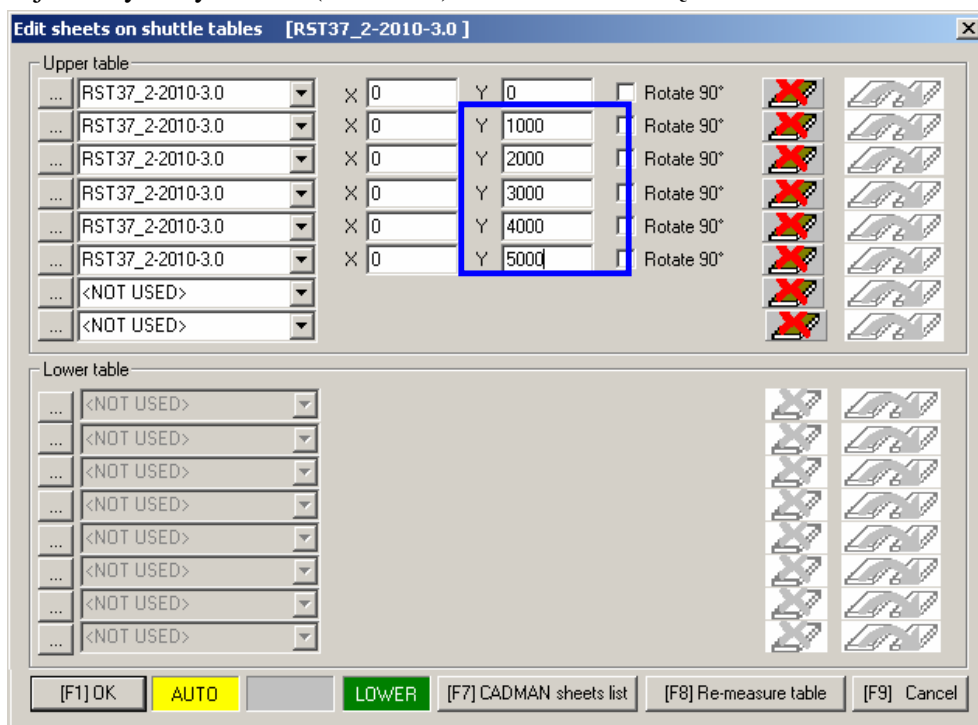 Edit sheets on shuttle tables [RST37_2-2010-3.0 ]
Upper table
... RST37_2-2010-3.0 X 0 Y 0 Rotate 90°
... RST37_2-2010-3.0 X 0 Y 1000 Rotate 90°
... RST37_2-2010-3.0 X 0 Y 2000 Rotate 90°
... RST37_2-2010-3.0 X 0 Y 3000 Rotate 90°
... RST37_2-2010-3.0 X 0 Y 4000 Rotate 90°
... RST37_2-2010-3.0 X 0 Y 5000 Rotate 90°
... <NOT USED>
... <NOT USED>
Lower table
... <NOT USED>
... <NOT USED>
... <NOT USED>
... <NOT USED>
... <NOT USED>
... <NOT USED>
... <NOT USED>
... <NOT USED>
[F1] OK AUTO LOWER [F7] CADMAN sheets list [F8] Re-measure table [F9] Cancel